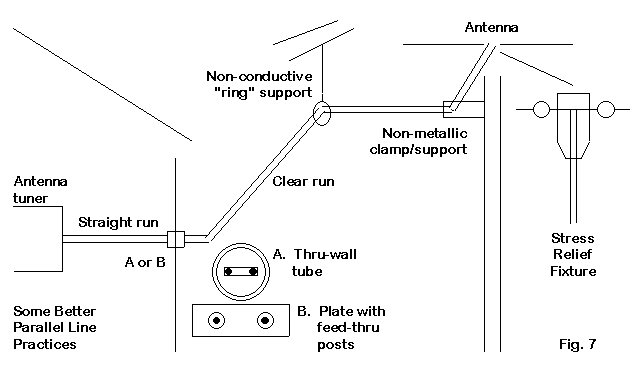 Antenna
Non-conductive
"ring" support
Non-metallic
clamp/support
Clear run
Antenna
tuner
Straight run
A or B
A. Thru-wall
tube
B. Plate with
feed-thru
posts
Stress
Relief
Fixture
Some Better
Parallel Line
Practices
Fig. 7